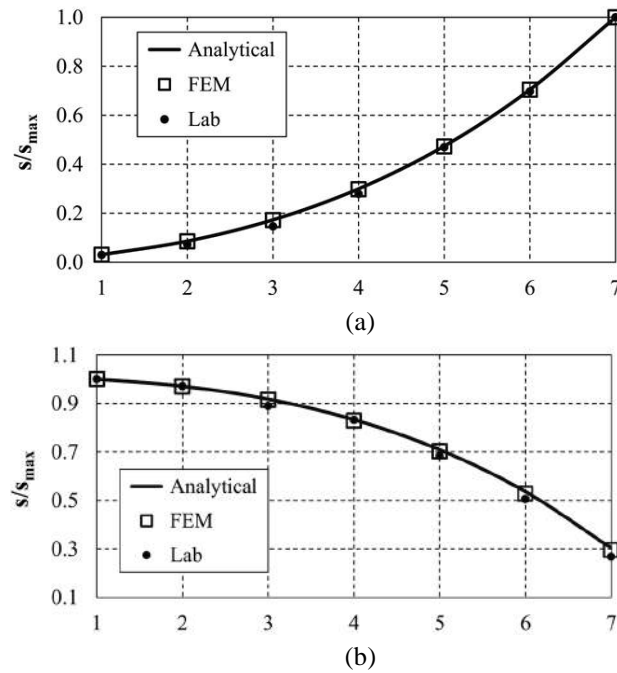 1.0
Analytical
FEM
Lab
0.8
0.6
0.4
0.2
0.0
s/smax
1 2 3 4 5 6 7
(a)
1.1
0.9
0.7
0.5
0.3
0.1
s/smax
Analytical
FEM
Lab
1 2 3 4 5 6 7
(b)